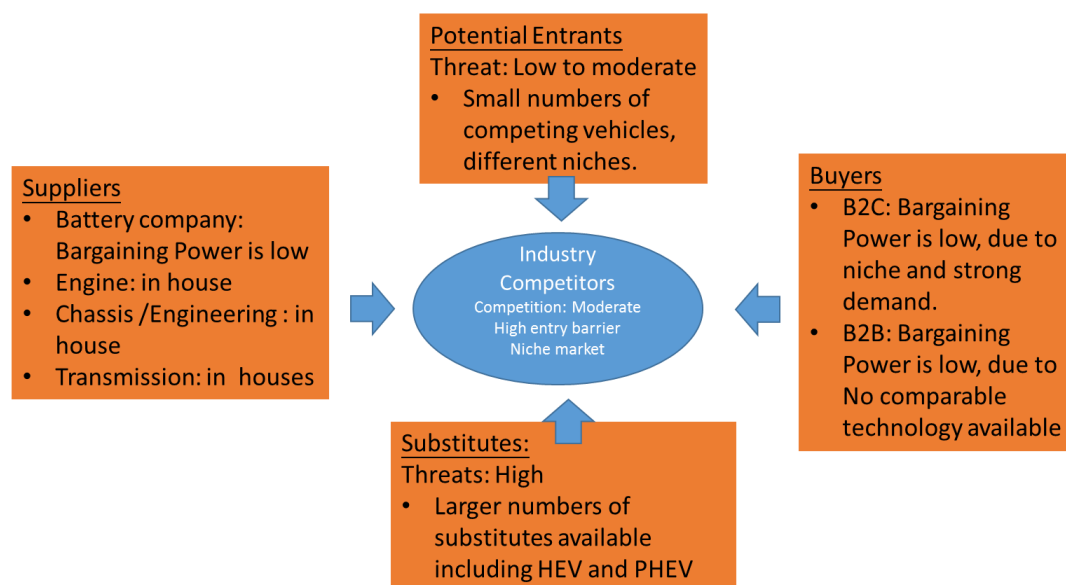 Potential Entrants
Threat: Low to moderate
• Small numbers of
competing vehicles,
different niches.
Suppliers
• Battery company:
Bargaining Power is low
• Engine: in house
• Chassis /Engineering : in
house
• Transmission: in houses
Industry
Competitors
Competition: Moderate
High entry barrier
Niche market
Buyers
• B2C: Bargaining
Power is low, due to
niche and strong
demand.
• B2B: Bargaining
Power is low, due to
No comparable
technology available
Substitutes:
Threats: High
• Larger numbers of
substitutes available
including HEV and PHEV